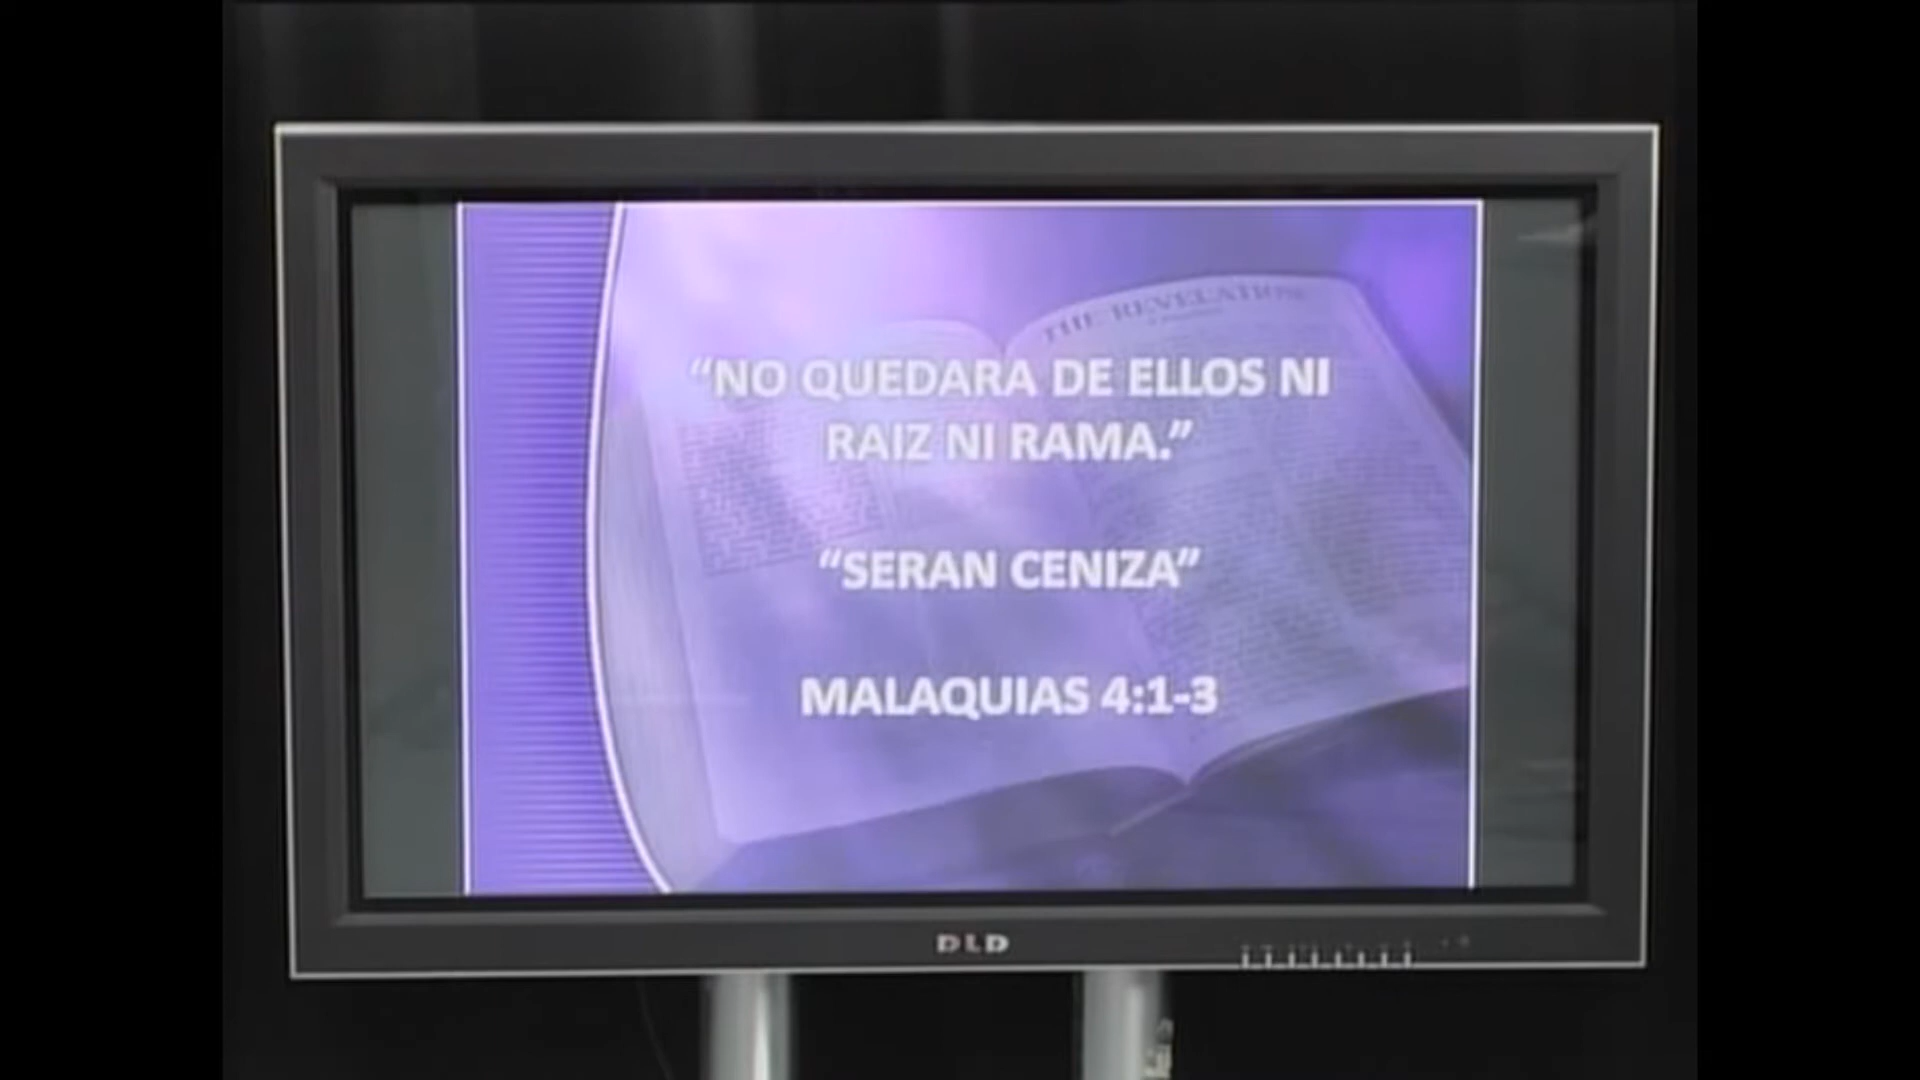 THE REVELATION
“NO QUEDARA DE ELLOS NI
RAIZ NI RAMA.”
“SERAN CENIZA”
MALAQUIAS 4:1-3
DLD